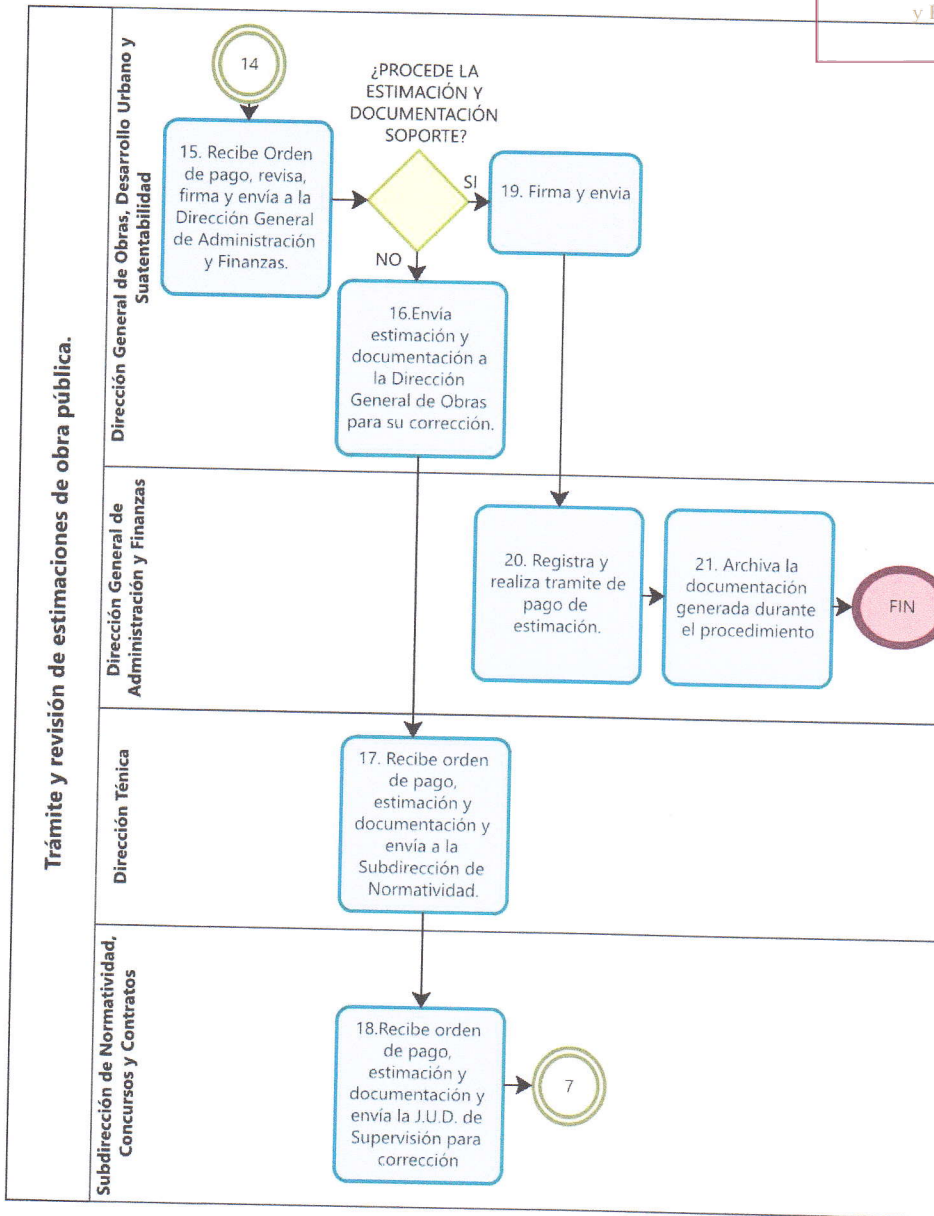 y
Trámite y revisión de estimaciones de obra pública.
Dirección General de Obras, Desarrollo Urbano y
Suatentabilidad
14
15. Recibe Orden
de pago, revisa,
firma y envía a la
Dirección General
de Administración
y Finanzas.
¿PROCEDE LA
ESTIMACIÓN Y
DOCUMENTACIÓN
SOPORTE?
SI
19. Firma y envia
NO
16.Envía
estimación y
documentación a
la Dirección
General de Obras
para su corrección.
Dirección General de
Administración y Finanzas
20. Registra y
realiza tramite de
pago de
estimación.
21. Archiva la
documentación
generada durante
el procedimiento
FIN
Dirección Ténica
17. Recibe orden
de pago,
estimación y
documentación y
envía a la
Subdirección de
Normatividad.
Subdirección de Normatividad,
Concursos y Contratos
18.Recibe orden
de pago,
estimación y
documentación y
envía la J.U.D. de
Supervisión para
corrección
7